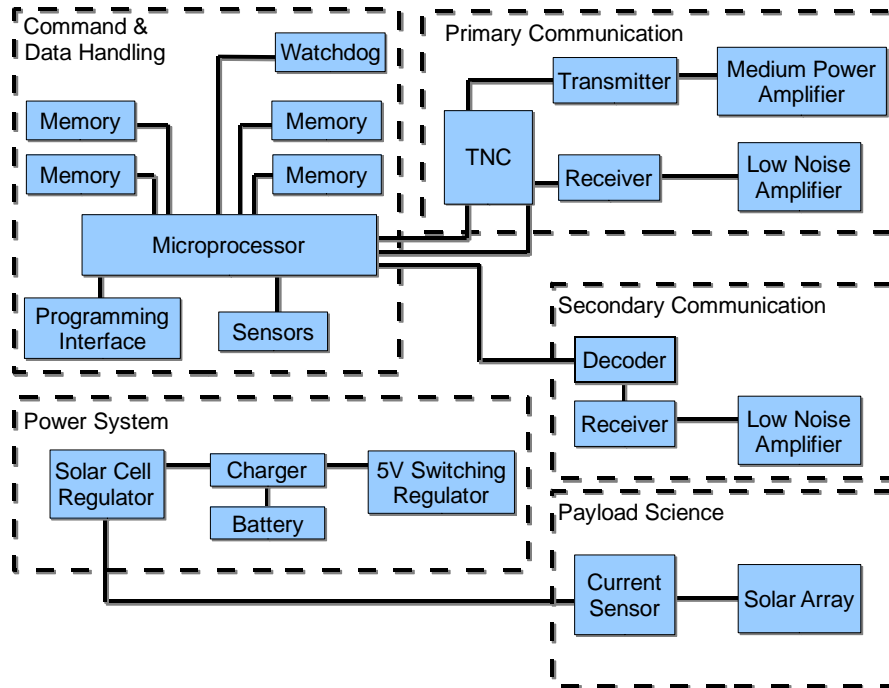 Command &
Data Handling
Watchdog
Memory
Memory
Memory
Memory
Microprocessor
Programming
Interface
Sensors
Primary Communication
Transmitter
Medium Power
Amplifier
TNC
Receiver
Low Noise
Amplifier
Secondary Communication
Decoder
Receiver
Low Noise
Amplifier
Power System
Solar Cell
Regulator
Charger
5V Switching
Regulator
Battery
Payload Science
Current
Sensor
Solar Array